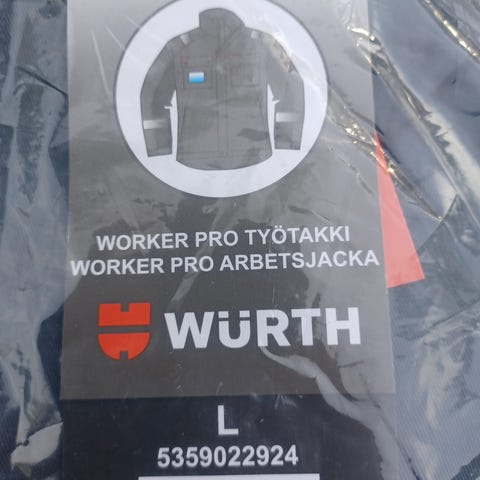 WORKER PRO TYÖTAKKI
WORKER PRO ARBETSJACKA
WÜRTH
L
5359022924